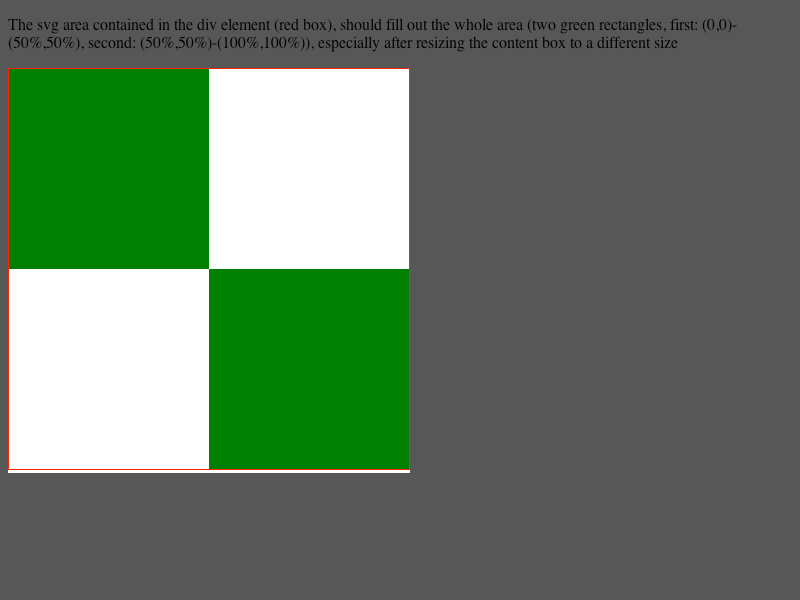 The svg area contained in the div element (red box), should fill out the whole area (two green rectangles, first: (0,0)-
(50%,50%), second: (50%,50%)-(100%,100%)), especially after resizing the content box to a different size